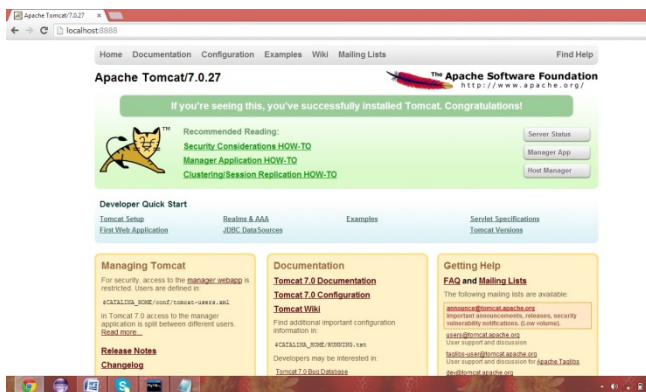 Apache Tomcat/7.0.27
localhost:8888
Home Documentation Configuration Examples Wiki Mailing Lists Find Help
Apache Tomcat/7.0.27
The Apache Software Foundation
http://www.apache.org/
If you're seeing this, you've successfully installed Tomcat. Congratulations!
TM
Recommended Reading:
Security Considerations HOW-TO
Manager Application HOW-TO
Clustering/Session Replication HOW-TO
Server Status
Manager App
Host Manager
Developer Quick Start
Tomcat Setup
First Web Application
Realms & AAA
JDBC DataSources
Examples
Servlet Specifications
Tomcat Versions
Managing Tomcat
For security, access to the manager webapp is
restricted. Users are defined in:
$CATALINA_HOME/conf/tomcat-users.xml
In Tomcat 7.0 access to the manager
application is split between different users.
Read more...
Release Notes
Changelog
Documentation
Tomcat 7.0 Documentation
Tomcat 7.0 Configuration
Tomcat Wiki
Find additional important configuration
information in:
$CATALINA_HOME/RUNNING.txt
Developers may be interested in:
Tomcat 7.0 Bug Database
Getting Help
FAQ and Mailing Lists
The following mailing lists are available:
announce@tomcat.apache.org
Important announcements, releases, security
vulnerability notifications. (Low volume).
users@tomcat.apache.org
User support and discussion
taglibs-user@tomcat.apache.org
User support and discussion for Apache Taglibs
dev@tomcat.apache.org